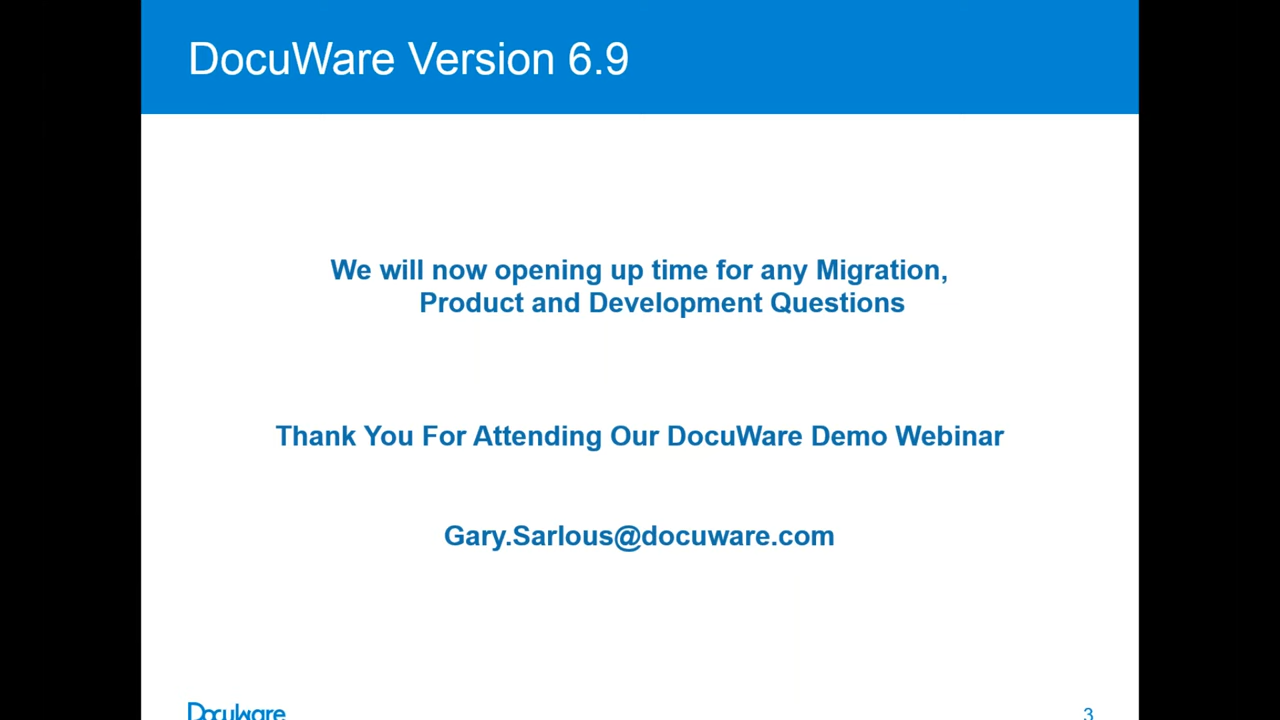 DocuWare Version 6.9
We will now opening up time for any Migration,
Product and Development Questions
Thank You For Attending Our DocuWare Demo Webinar
Gary.Sarlous@docuware.com
DocuWare
3